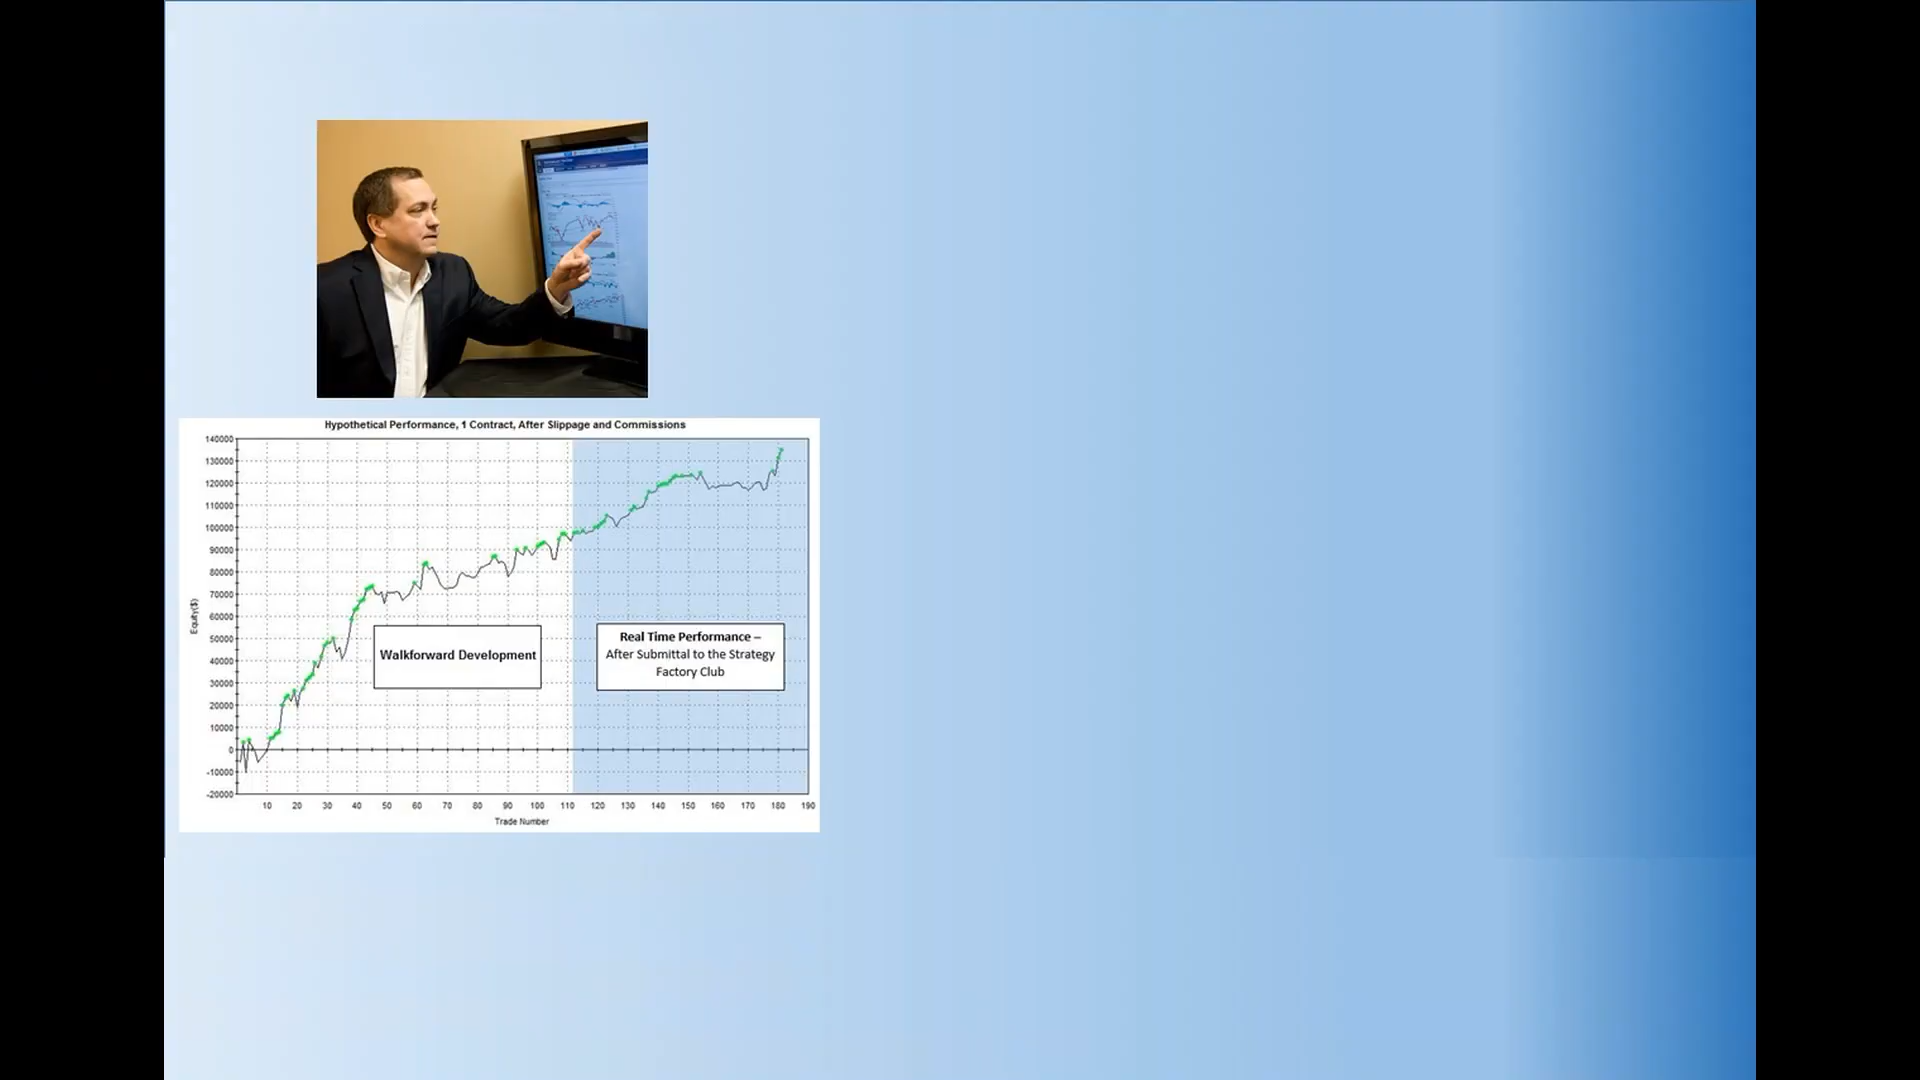 Hypothetical Performance, 1 Contract, After Slippage and Commissions
140000
130000
120000
110000
100000
90000
80000
70000
60000
50000
40000
30000
20000
10000
0
-10000
-20000
Equity($)
Walkforward Development
Real Time Performance –
After Submittal to the Strategy
Factory Club
10 20 30 40 50 60 70 80 90 100 110 120 130 140 150 160 170 180 190
Trade Number